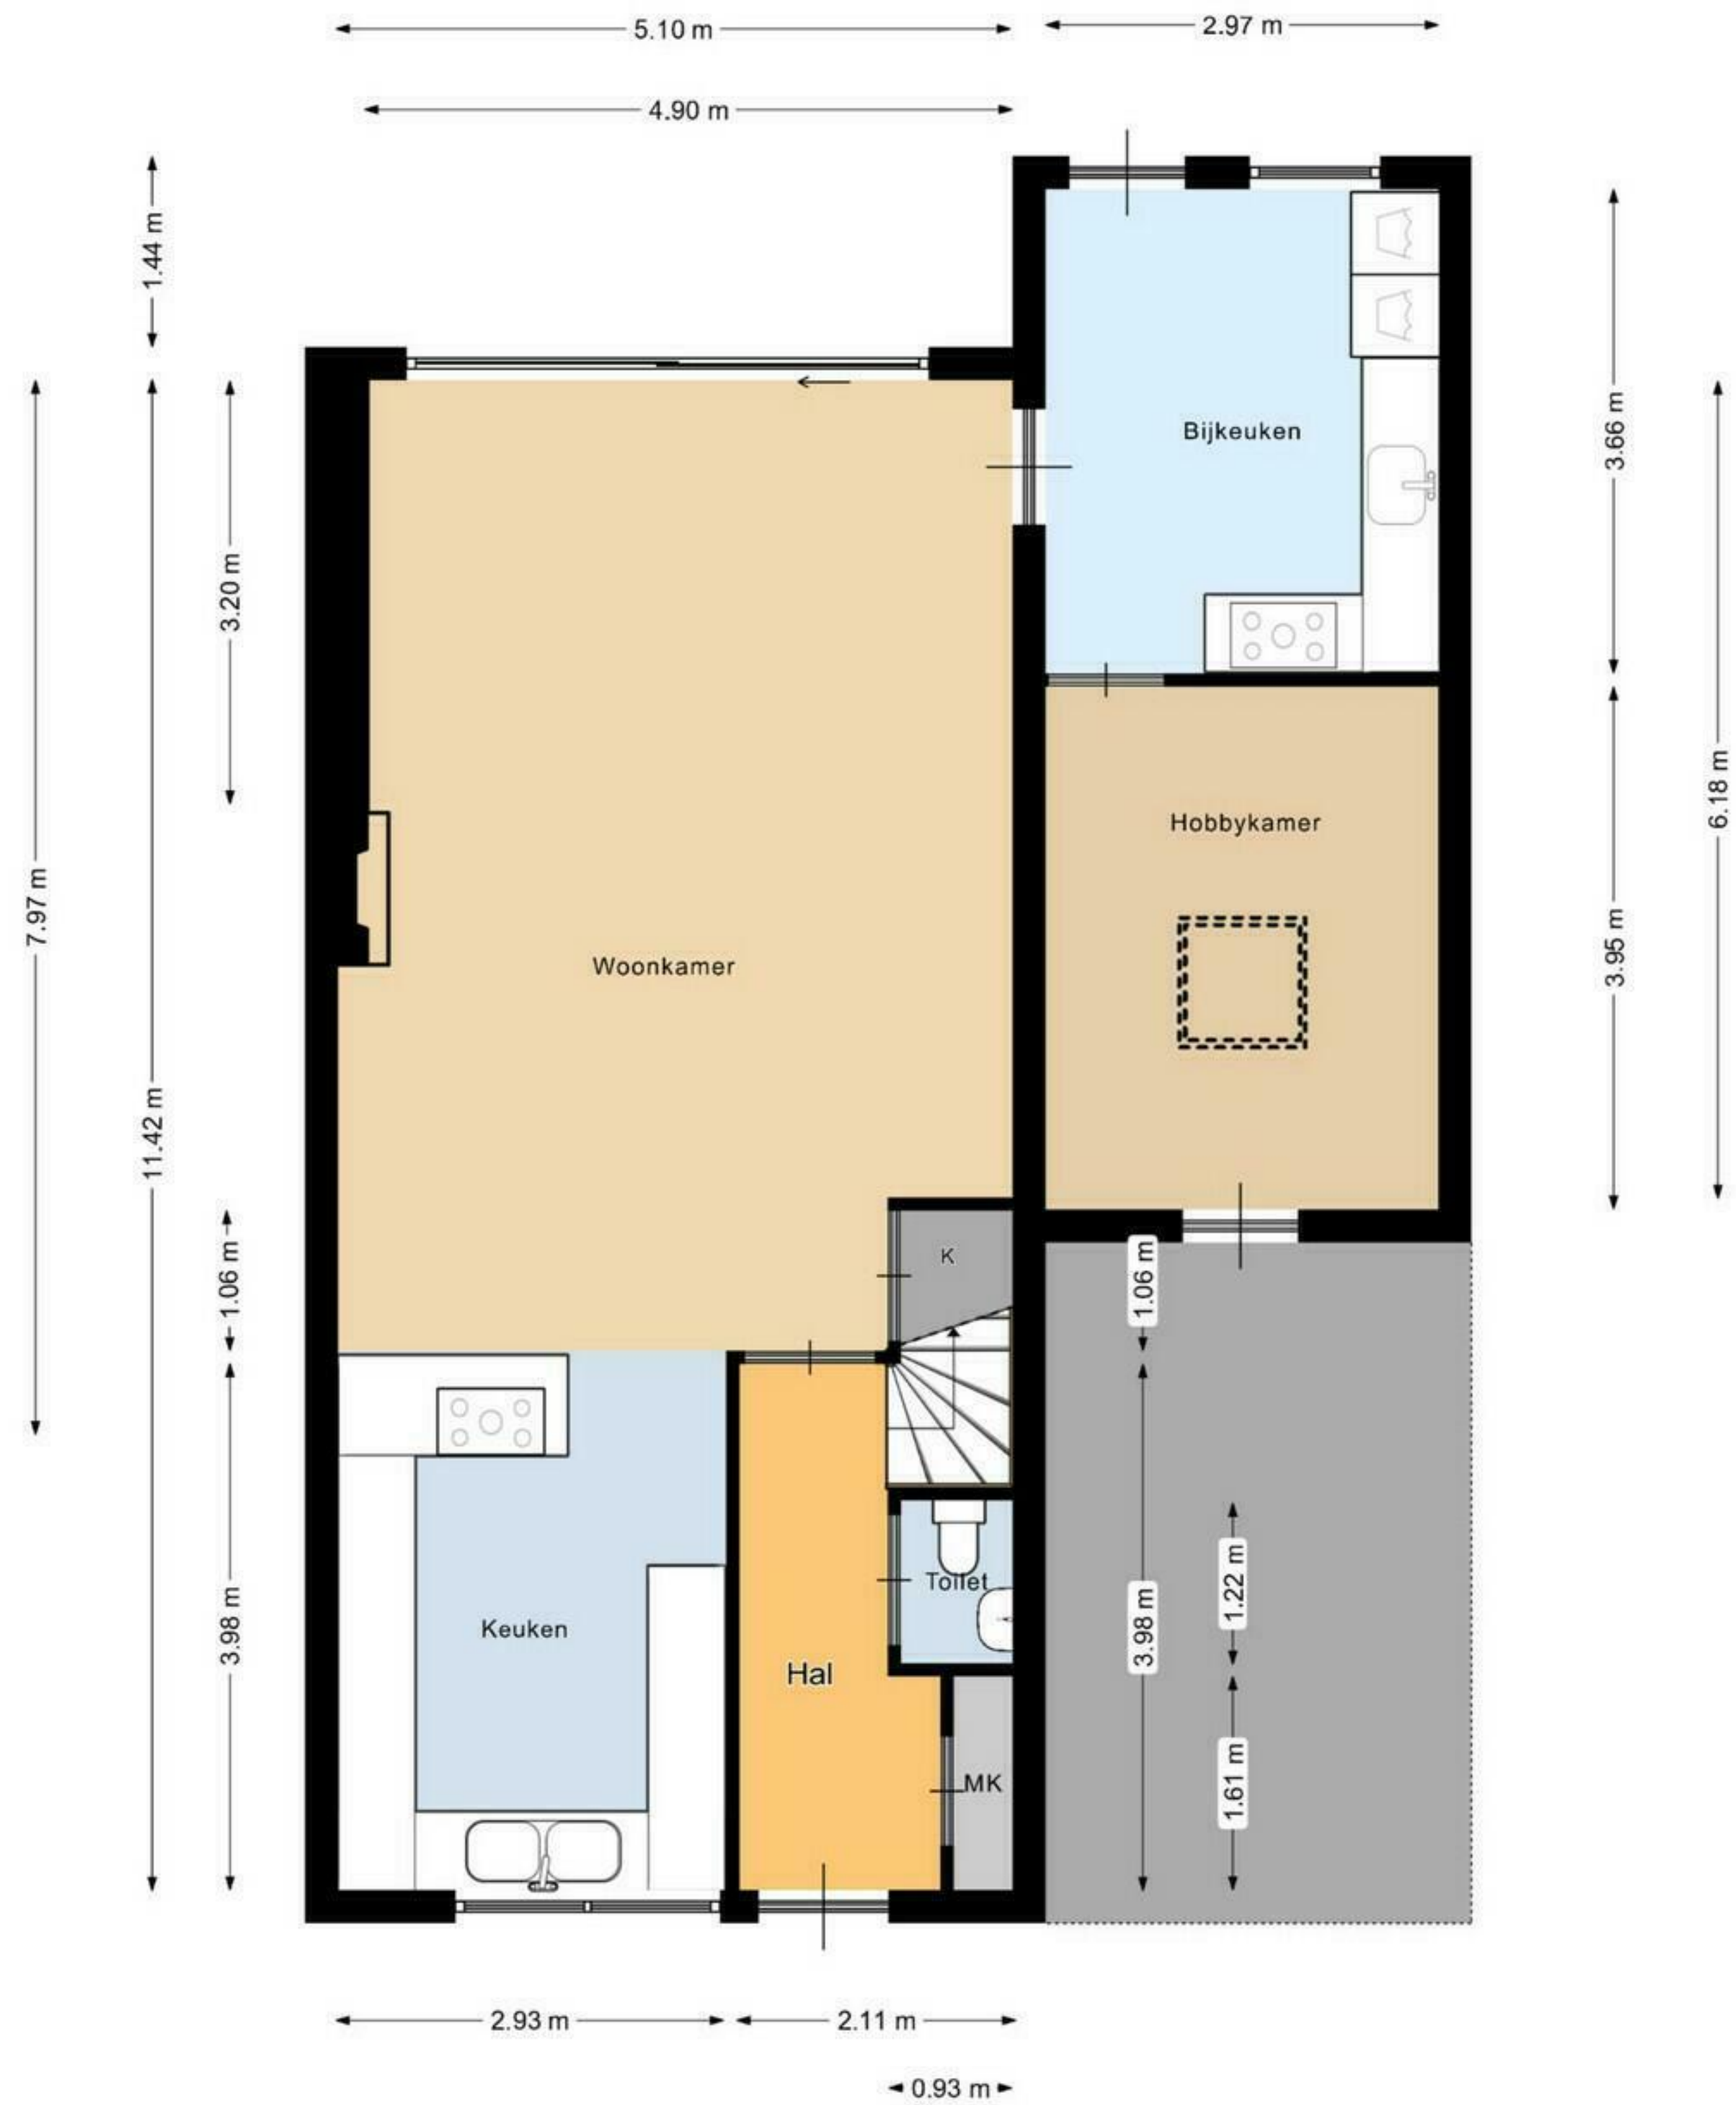 5.10 m
2.97 m
4.90 m
1.44 m
3.66 m
Bijkeuken
3.20 m
6.18 m
Hobbykamer
7.97 m
3.95 m
Woonkamer
11.42 m
1.06 m
K
1.06 m
1.22 m
Toilet
3.98 m
Keuken
3.98 m
Hal
1.61 m
MK
2.93 m
2.11 m
0.93 m